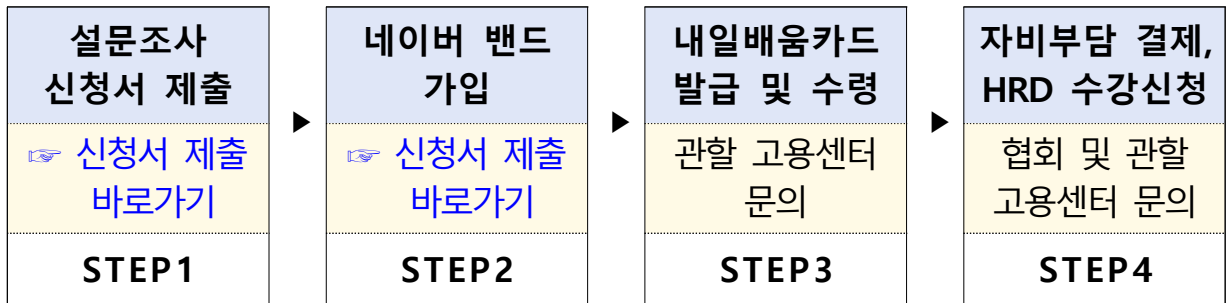 설문조사
신청서 제출
☞ 신청서 제출
바로가기
STEP1
▶
네이버 밴드
가입
☞ 신청서 제출
바로가기
STEP2
▶
내일배움카드
발급 및 수령
관할 고용센터
문의
STEP3
▶
자비부담 결제,
HRD 수강신청
협회 및 관할
고용센터 문의
STEP4